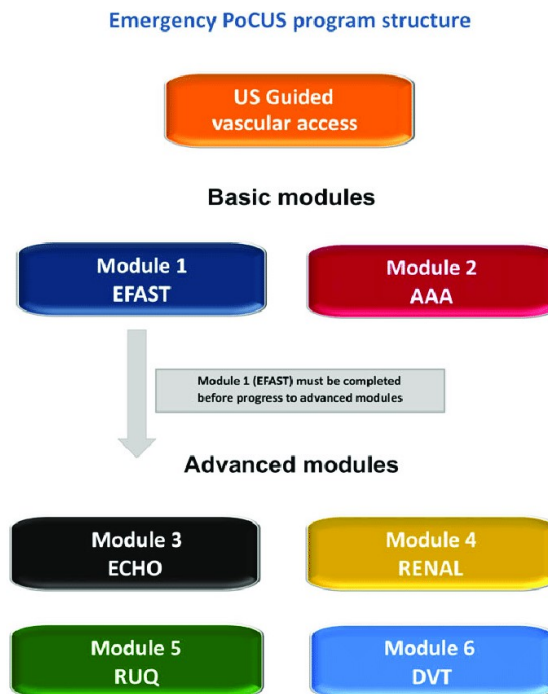 Emergency PoCUS program structure
US Guided
vascular access
Basic modules
Module 1
EFAST
Module 2
AAA
Module 1 (EFAST) must be completed
before progress to advanced modules
Advanced modules
Module 3
ECHO
Module 4
RENAL
Module 5
RUQ
Module 6
DVT